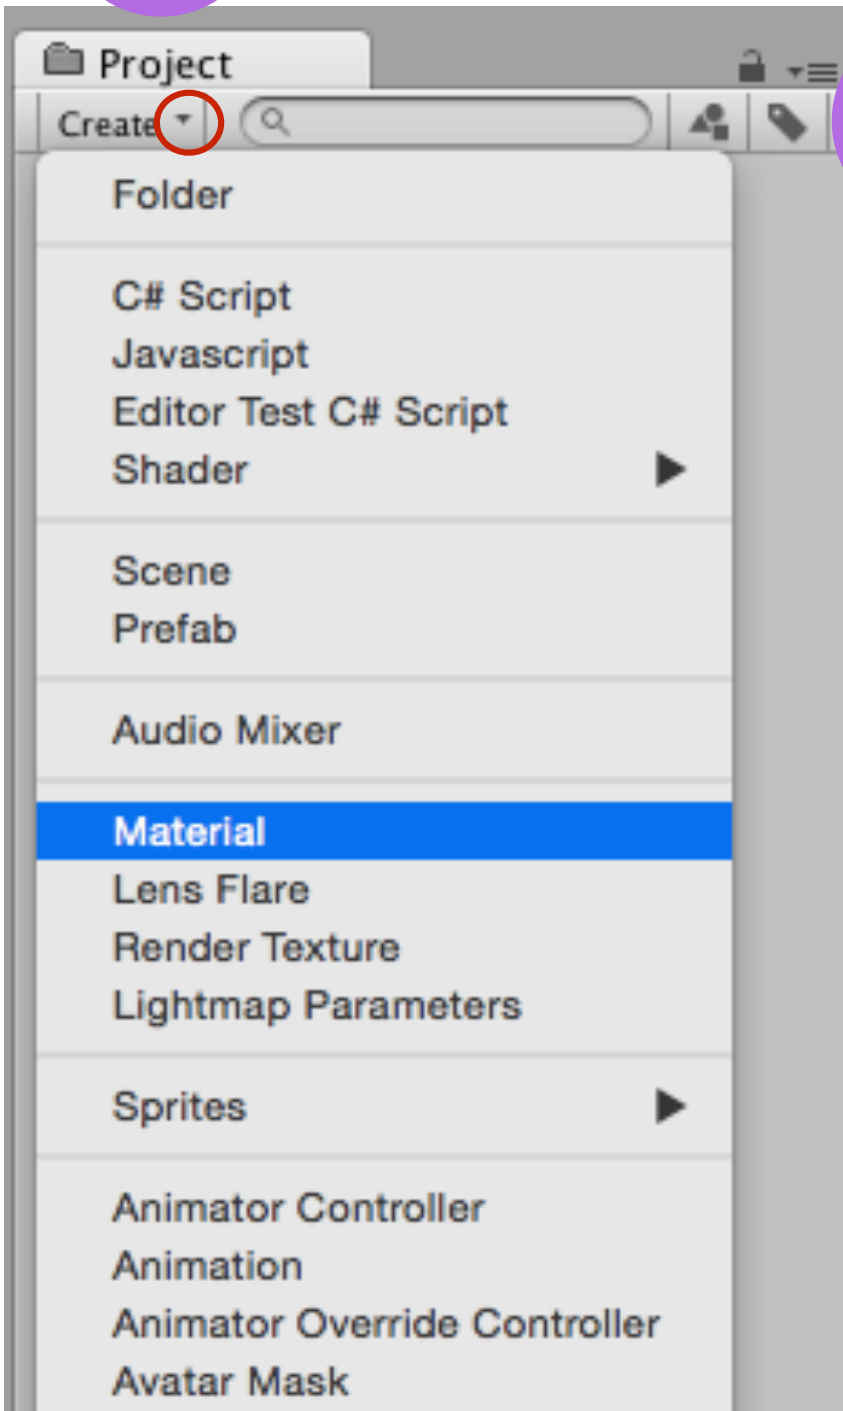 Project
Create
Folder
C# Script
Javascript
Editor Test C# Script
Shader
Scene
Prefab
Audio Mixer
Material
Lens Flare
Render Texture
Lightmap Parameters
Sprites
Animator Controller
Animation
Animator Override Controller
Avatar Mask